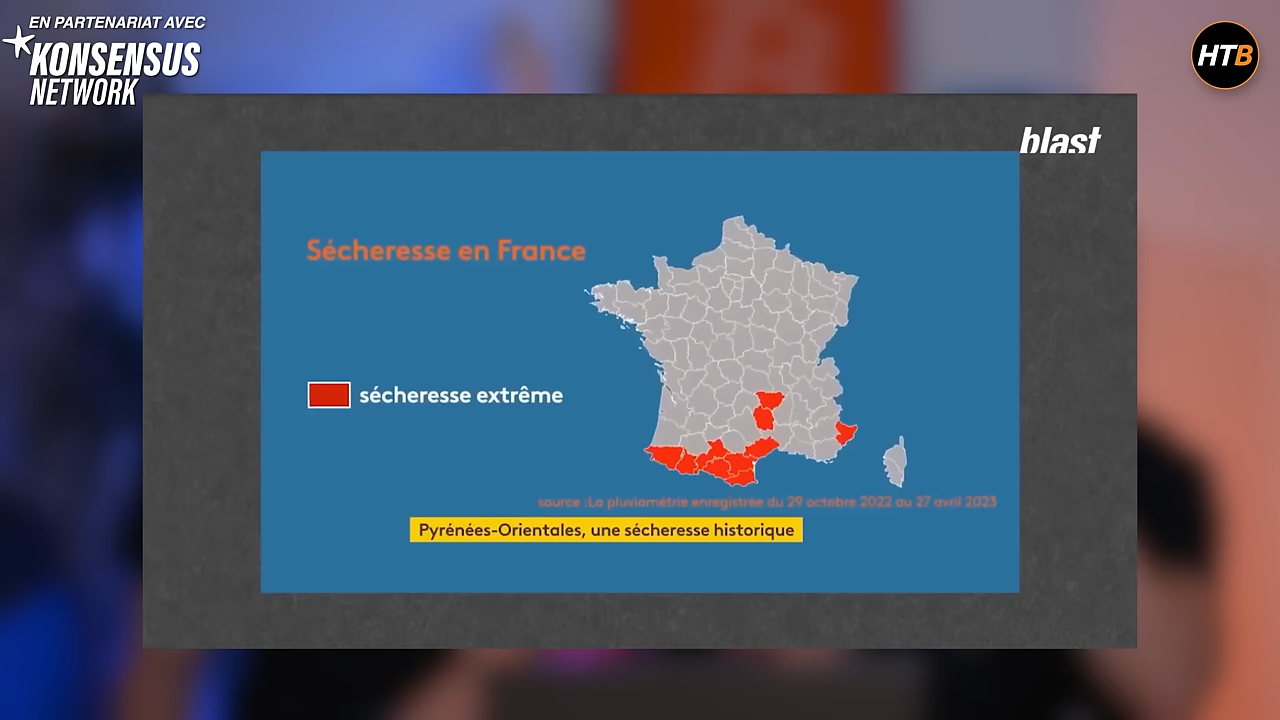 EN PARTENARIAT AVEC
KONSENSUS
NETWORK
HTB
blast
Sécheresse en France
sécheresse extrême
source :La pluviométrie enregistrée du 29 octobre 2022 au 27 avril 2023
Pyrénées-Orientales, une sécheresse historique